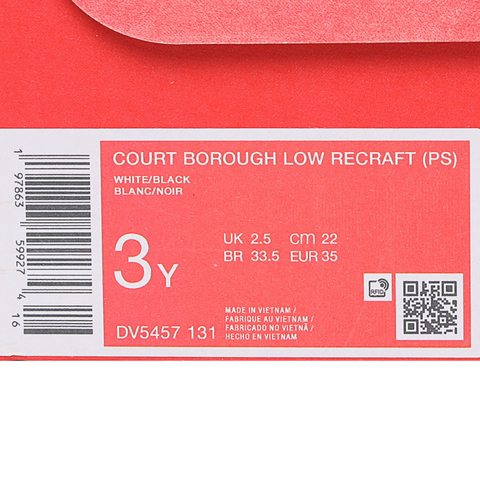 COURT BOROUGH LOW RECRAFT (PS)
WHITE/BLACK
BLANC/NOIR
3Y
UK 2.5 CM 22
BR 33.5 EUR 35
RFID
DV5457 131
MADE IN VIETNAM /
FABRIQUE AU VIETNAM /
FABRICADO NO VIETNÃ /
HECHO EN VIETNAM
1 97863 59927 4 16